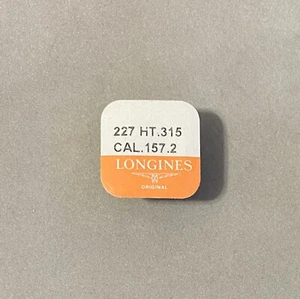 227 HT.315
CAL.157.2
LONGINES
ORIGINAL